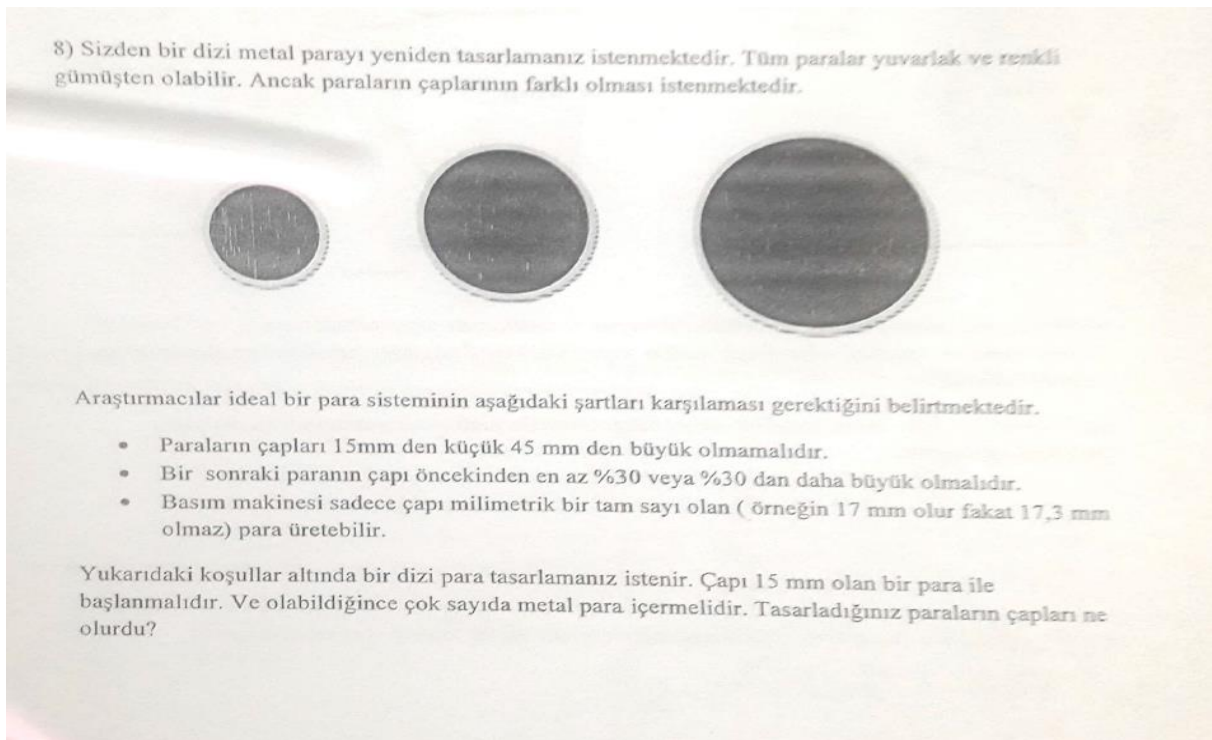 8) Sizden bir dizi metal parayı yeniden tasarlamanız istenmektedir. Tüm paralar yuvarlak ve renkli
gümüşten olabilir. Ancak paraların çaplarının farklı olması istenmektedir.
Araştırmacılar ideal bir para sisteminin aşağıdaki şartları karşılaması gerektiğini belirtmektedir.
• Paraların çapları 15mm den küçük 45 mm den büyük olmamalıdır.
• Bir sonraki paranın çapı öncekinden en az %30 veya %30 dan daha büyük olmalıdır.
• Basım makinesi sadece çapı milimetrik bir tam sayı olan ( örneğin 17 mm olur fakat 17,3 mm
olmaz) para üretebilir.
Yukarıdaki koşullar altında bir dizi para tasarlamanız istenir. Çapı 15 mm olan bir para ile
başlanmalıdır. Ve olabildiğince çok sayıda metal para içermelidir. Tasarladığınız paraların çapları ne
olurdu?